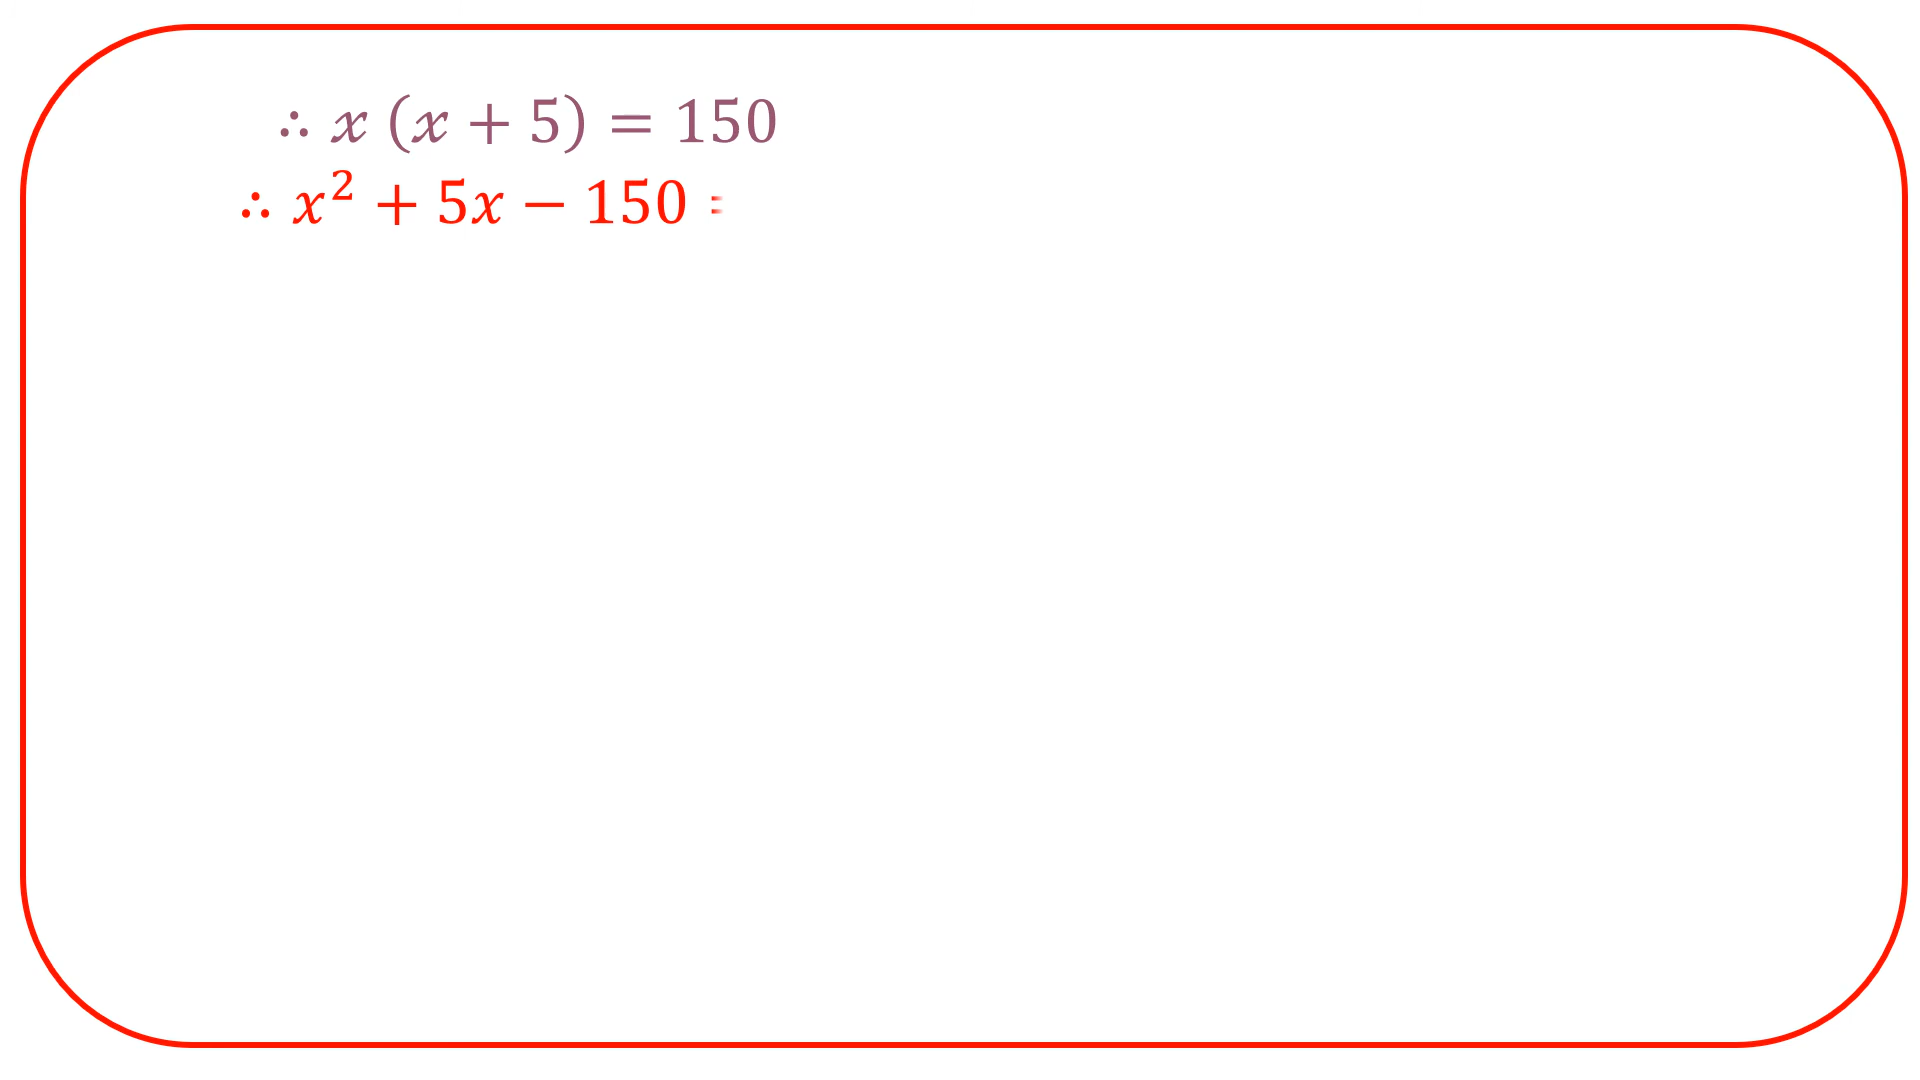 ∴ x (x + 5) = 150
∴ x² + 5x − 150 =